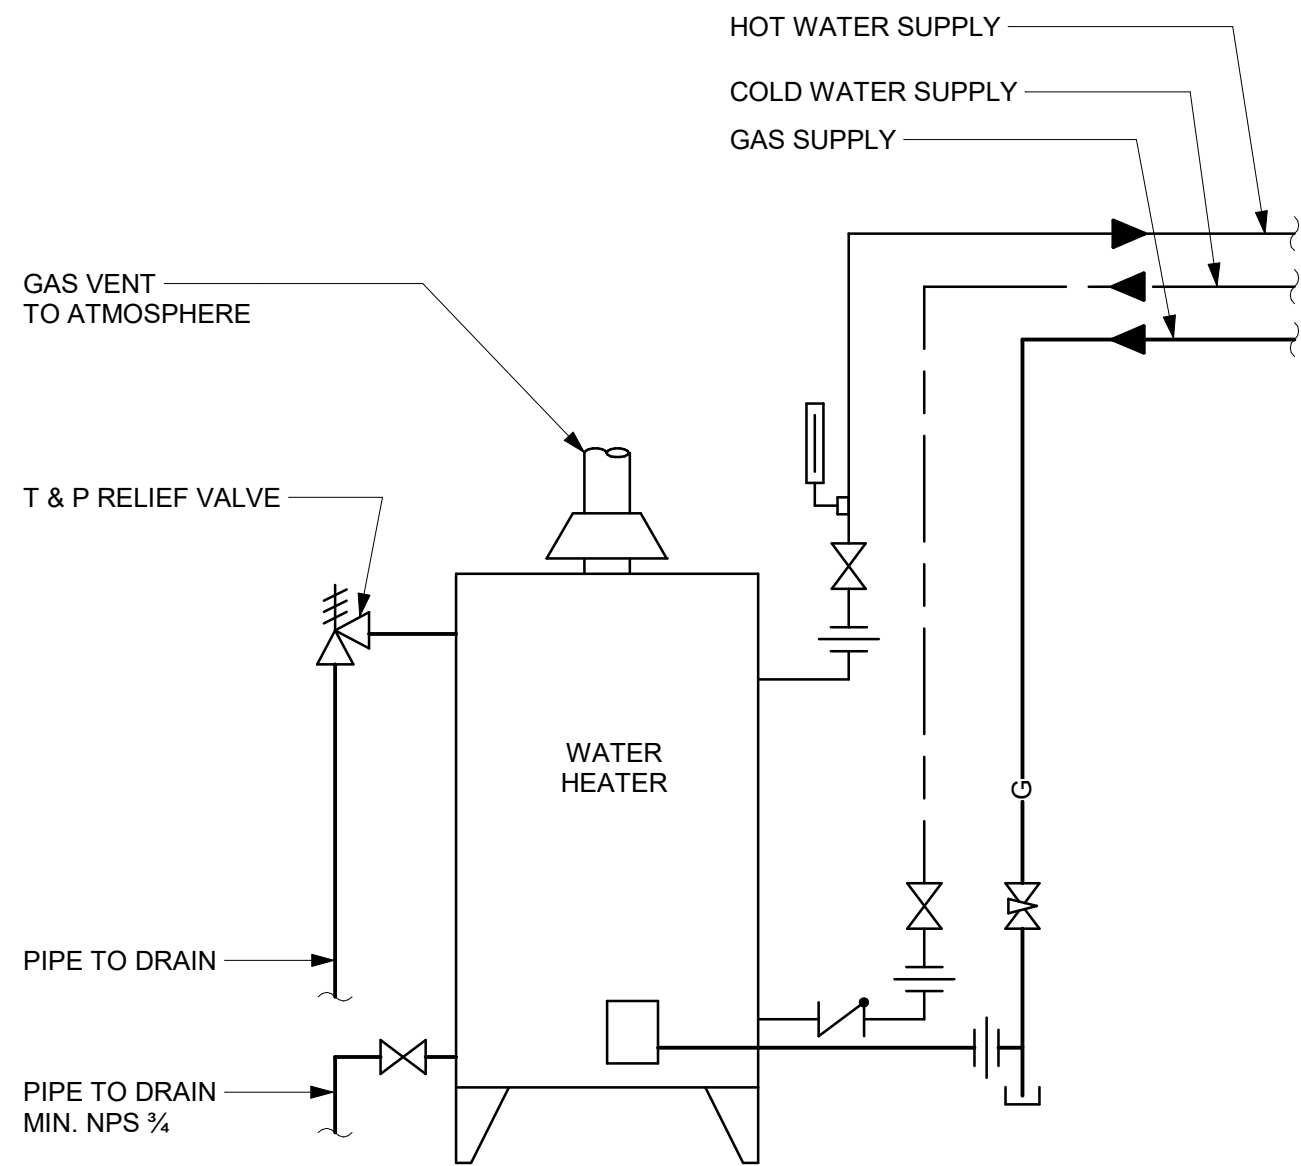 HOT WATER SUPPLY
COLD WATER SUPPLY
GAS SUPPLY
GAS VENT
TO ATMOSPHERE
T & P RELIEF VALVE
WATER
HEATER
G
PIPE TO DRAIN
PIPE TO DRAIN
MIN. NPS ¾